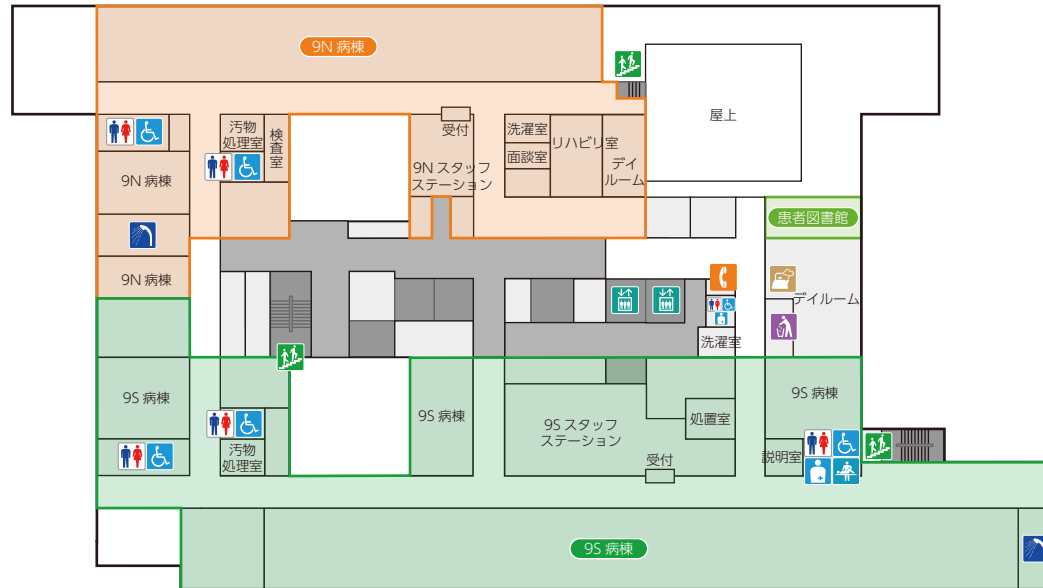 9N 病棟
屋上
汚物
処理室
検査室
受付
9N スタッフ
ステーション
洗濯室
面談室
リハビリ室
デイ
ルーム
9N 病棟
9N 病棟
患者図書館
デイルーム
洗濯室
9S 病棟
汚物
処理室
9S 病棟
9S スタッフ
ステーション
処置室
受付
9S 病棟
説明室
9S 病棟